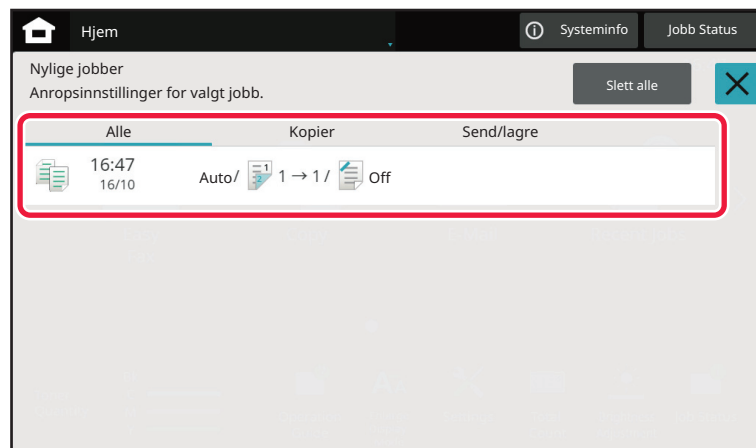 Hjem Systeminfo Jobb Status
Nylige jobber
Anropsinnstillinger for valgt jobb.
Slett alle
Alle Kopier Send/lagre
16:47
16/10
Auto/ 1 → 1 / Off